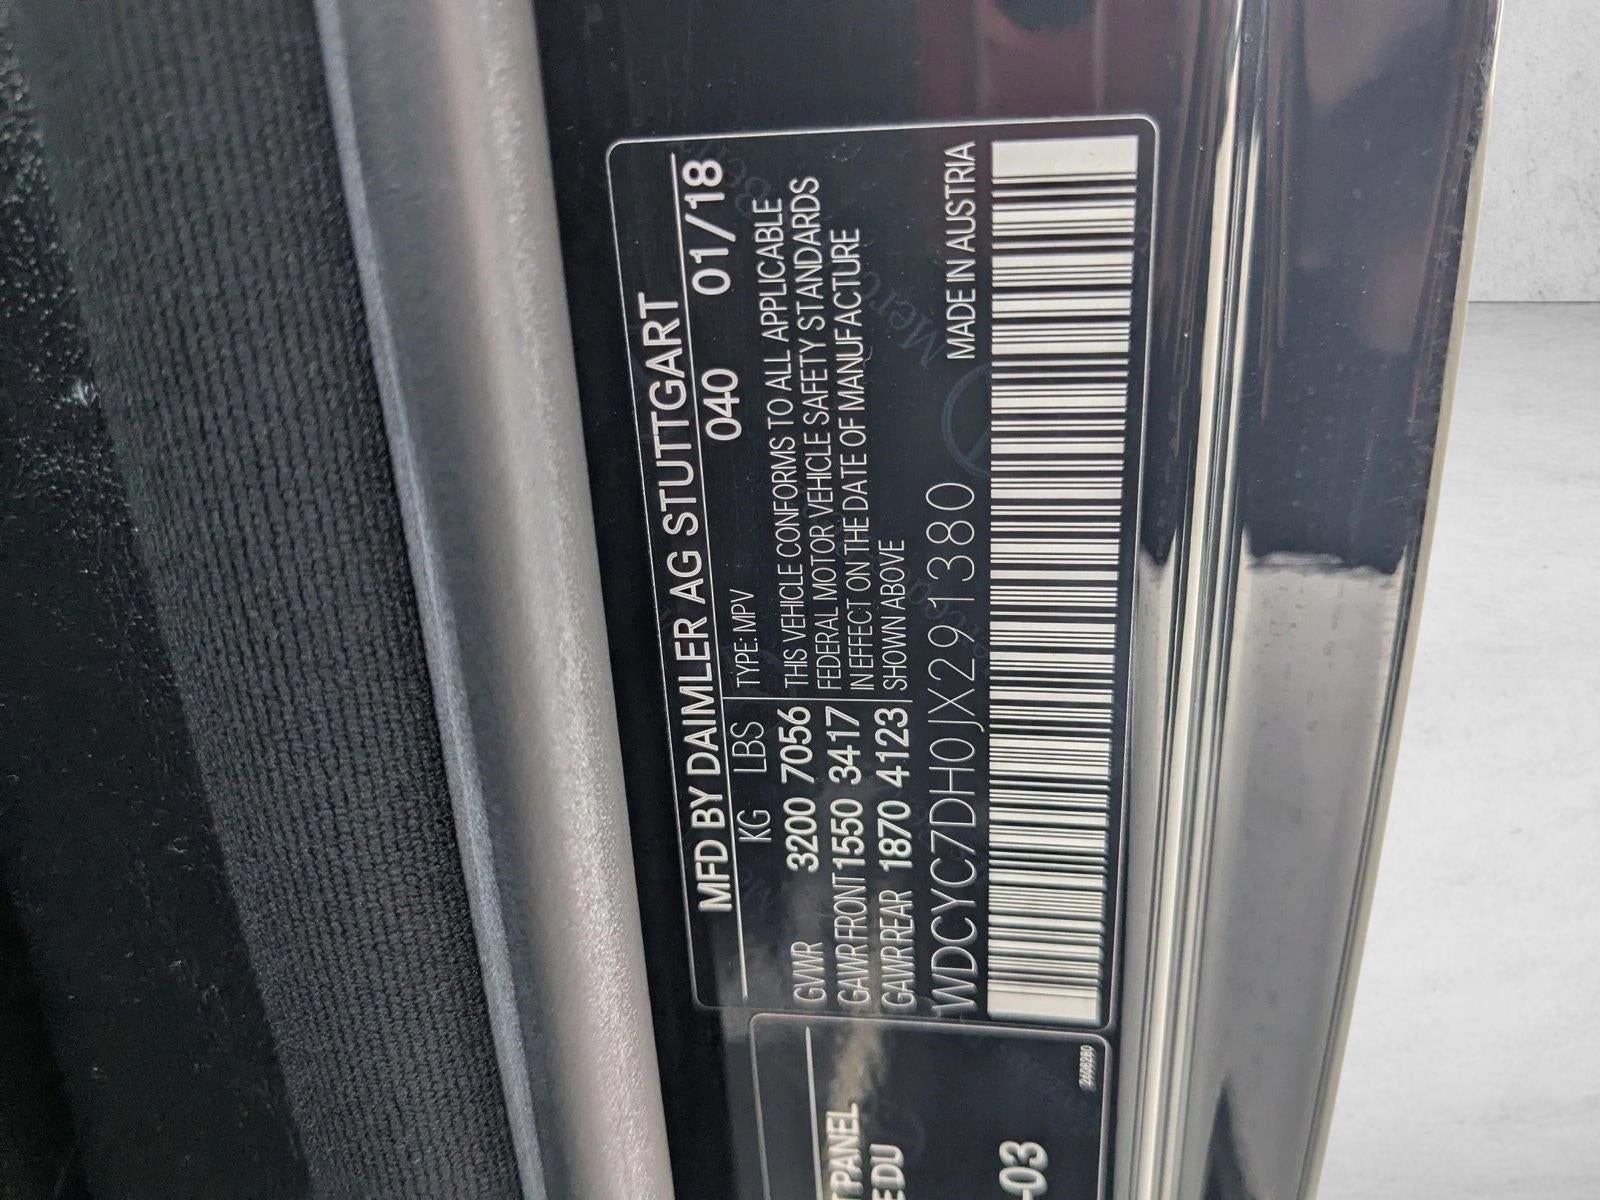 MFD BY DAIMLER AG STUTTGART
040 01/18
KG LBS TYPE: MPV
GVWR 3200 7056 THIS VEHICLE CONFORMS TO ALL APPLICABLE
GAWR FRONT 1550 3417 FEDERAL MOTOR VEHICLE SAFETY STANDARDS
GAWR REAR 1870 4123 IN EFFECT ON THE DATE OF MANUFACTURE
SHOWN ABOVE
WDCYC7DH0JX291380 MADE IN AUSTRIA
PANEL
E DU
-03